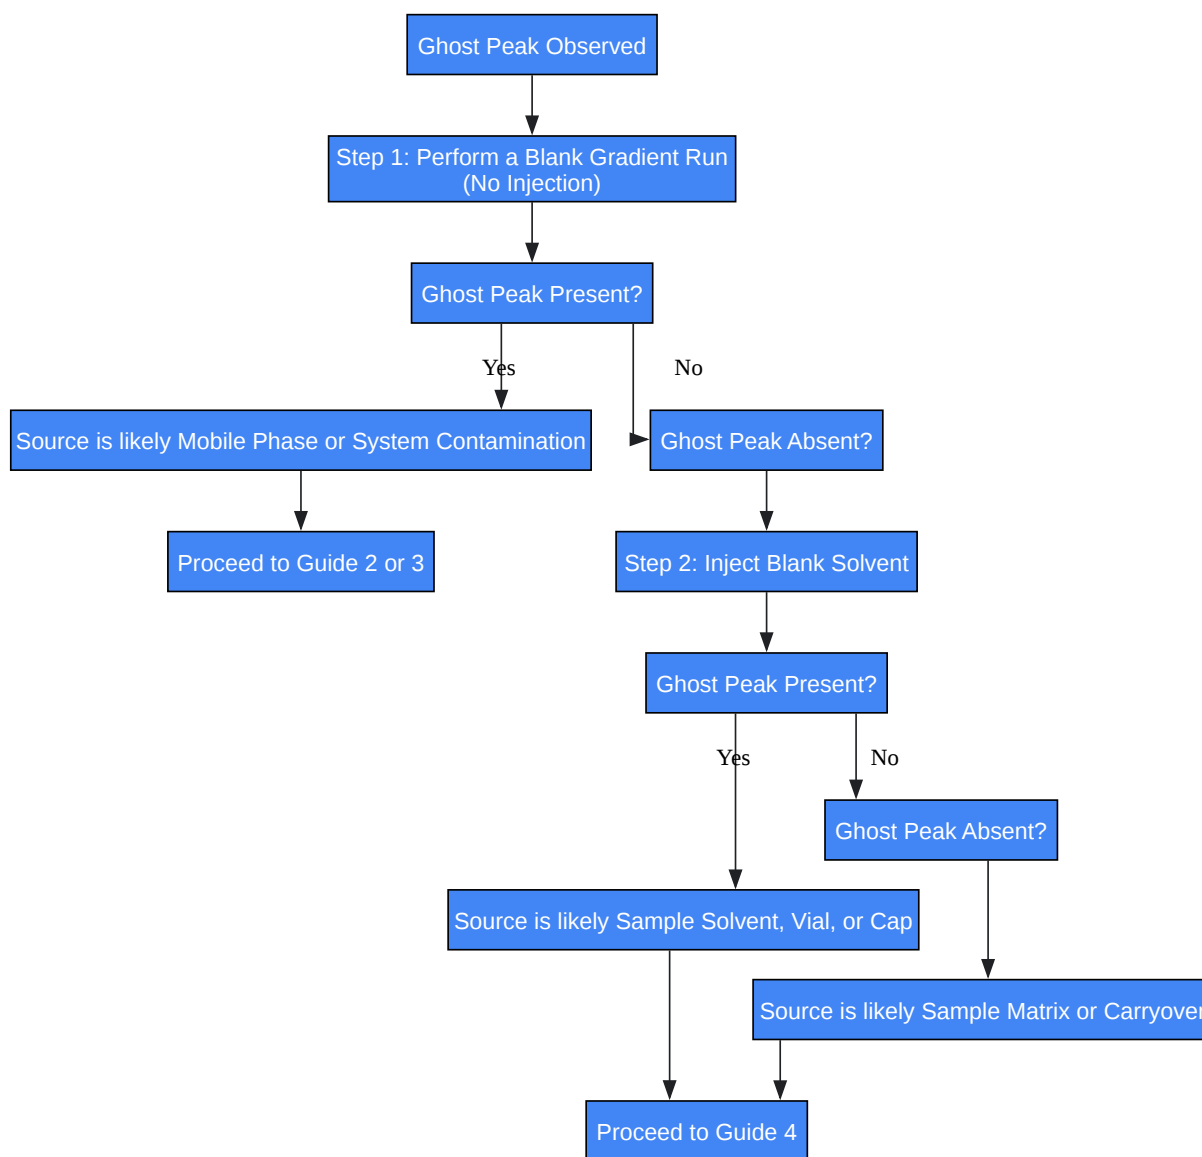 Ghost Peak Observed
Step 1: Perform a Blank Gradient Run
(No Injection)
Ghost Peak Present?
Yes
No
Source is likely Mobile Phase or System Contamination
Ghost Peak Absent?
Proceed to Guide 2 or 3
Step 2: Inject Blank Solvent
Ghost Peak Present?
Yes
No
Ghost Peak Absent?
Source is likely Sample Solvent, Vial, or Cap
Source is likely Sample Matrix or Carryover
Proceed to Guide 4